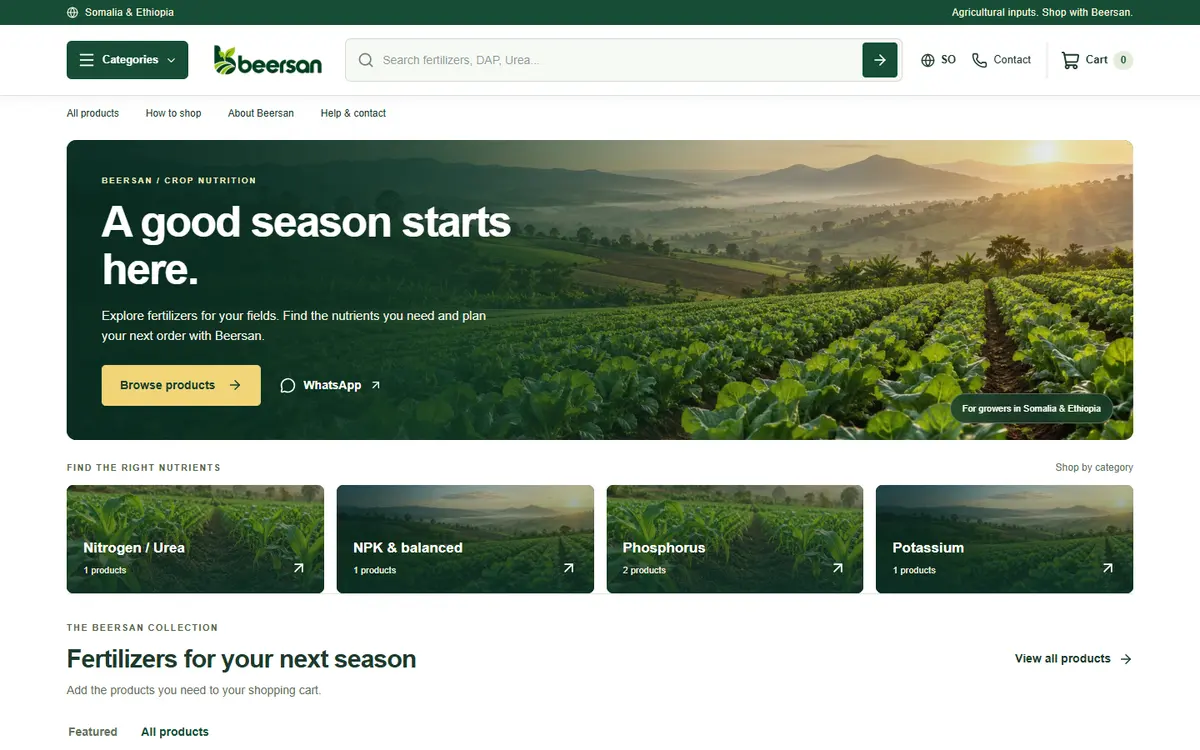 Somalia & Ethiopia
Agricultural inputs. Shop with Beersan.
Categories
beersan
Search fertilizers, DAP, Urea...
SO
Contact
Cart
0
All products
How to shop
About Beersan
Help & contact
BEERSAN / CROP NUTRITION
A good season starts
here.
Explore fertilizers for your fields. Find the nutrients you need and plan
your next order with Beersan.
Browse products
WhatsApp
For growers in Somalia & Ethiopia
FIND THE RIGHT NUTRIENTS
Shop by category
Nitrogen / Urea
1 products
NPK & balanced
1 products
Phosphorus
2 products
Potassium
1 products
THE BEERSAN COLLECTION
Fertilizers for your next season
View all products
Add the products you need to your shopping cart.
Featured
All products